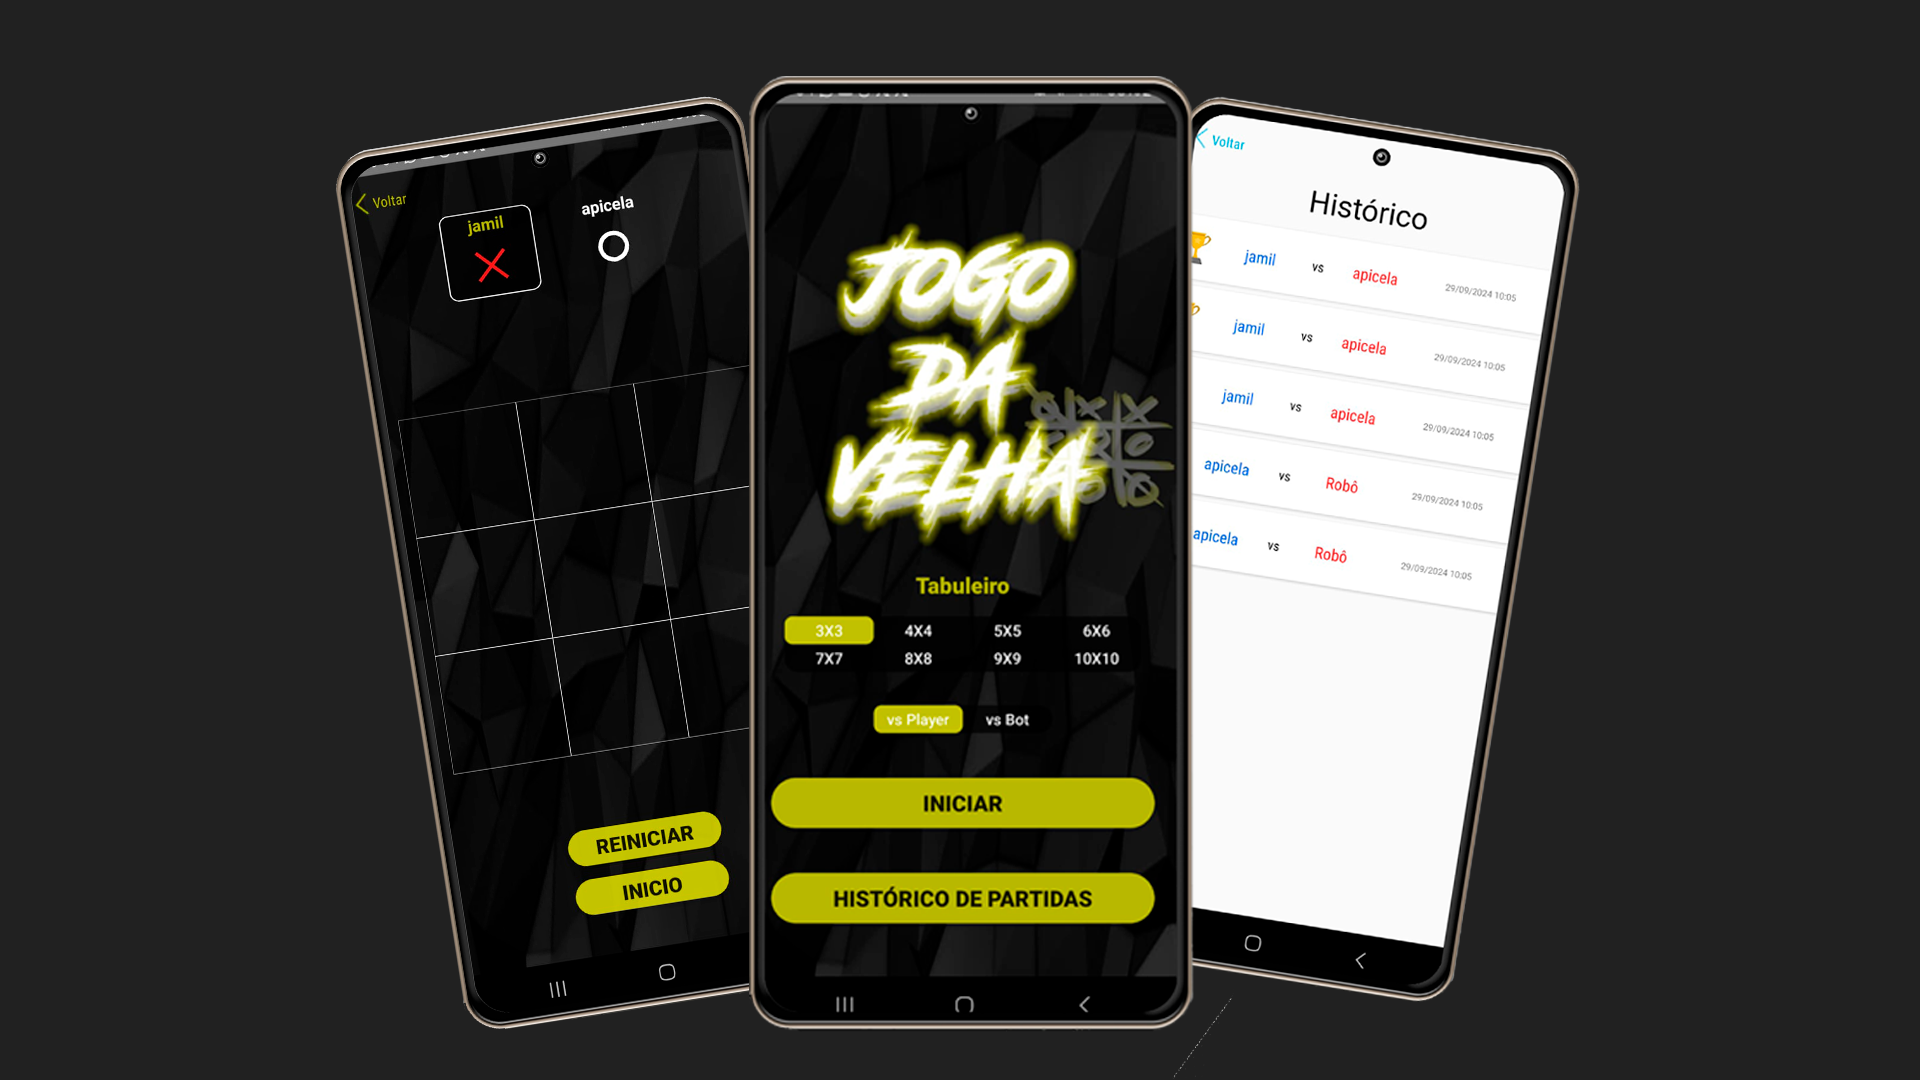 Voltar
jamil
apicela
REINICIAR
INICIO
JOGO
DA
VELHA
Tabuleiro
3X3 4X4 5X5 6X6
7X7 8X8 9X9 10X10
vs Player vs Bot
INICIAR
HISTÓRICO DE PARTIDAS
Voltar
Histórico
jamil vs apicela 29/09/2024 10:05
jamil vs apicela 29/09/2024 10:05
jamil vs apicela 29/09/2024 10:05
apicela vs Robô 29/09/2024 10:05
apicela vs Robô 29/09/2024 10:05